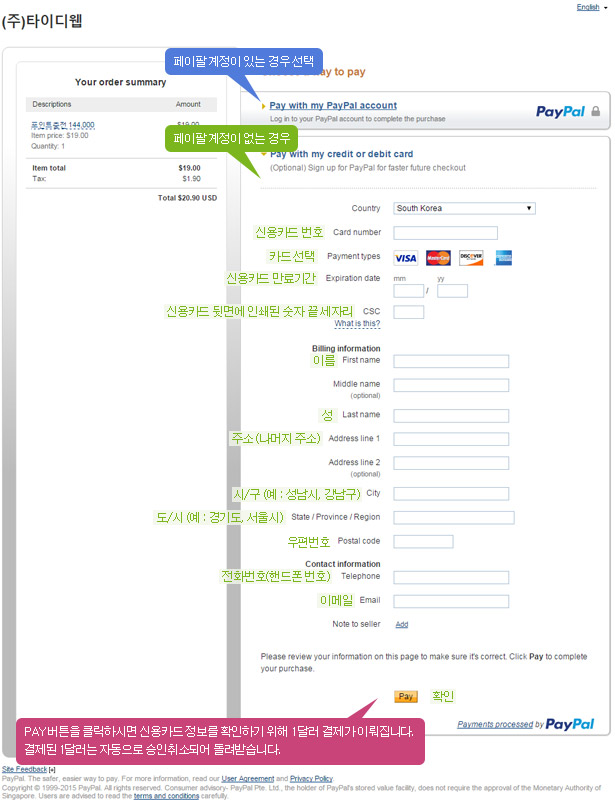 English
(주)타이디웹
페이팔 계정이 있는 경우 선택
way to pay
Your order summary
Descriptions Amount
포인트충전 144,000 $19.00
Item price: $19.00
Quantity: 1
Item total $19.00
Tax: $1.90
Total $20.90 USD
Pay with my PayPal account
Log in to your PayPal account to complete the purchase
PayPal
페이팔 계정이 없는 경우
Pay with my credit or debit card
(Optional) Sign up for PayPal for faster future checkout
Country South Korea
신용카드 번호 Card number
카드 선택 Payment types VISA MasterCard DISCOVER
신용카드 만료기간 Expiration date mm / yy
신용카드 뒷면에 인쇄된 숫자 끝 세자리 CSC
What is this?
Billing information
이름 First name
Middle name
(optional)
성 Last name
주소 (나머지 주소) Address line 1
Address line 2
(optional)
시/구 (예 : 성남시, 강남구) City
도/시 (예 : 경기도, 서울시) State / Province / Region
우편번호 Postal code
Contact information
전화번호(핸드폰 번호) Telephone
이메일 Email
Note to seller Add
Please review your information on this page to make sure it's correct. Click Pay to complete
your purchase.
Pay 확인
PAY 버튼을 클릭하시면 신용카드 정보를 확인하기 위해 1달러 결제가 이뤄집니다.
결제된 1달러는 자동으로 승인취소되어 돌려받습니다.
Payments processed by PayPal
Site Feedback [+]
PayPal. The safer, easier way to pay. For more information, read our User Agreement and Privacy Policy.
Copyright © 1999-2015 PayPal. All rights reserved. Consumer advisory- PayPal Pte. Ltd., the holder of PayPal's stored value facility, does not require the approval of the Monetary Authority of
Singapore. Users are advised to read the terms and conditions carefully.